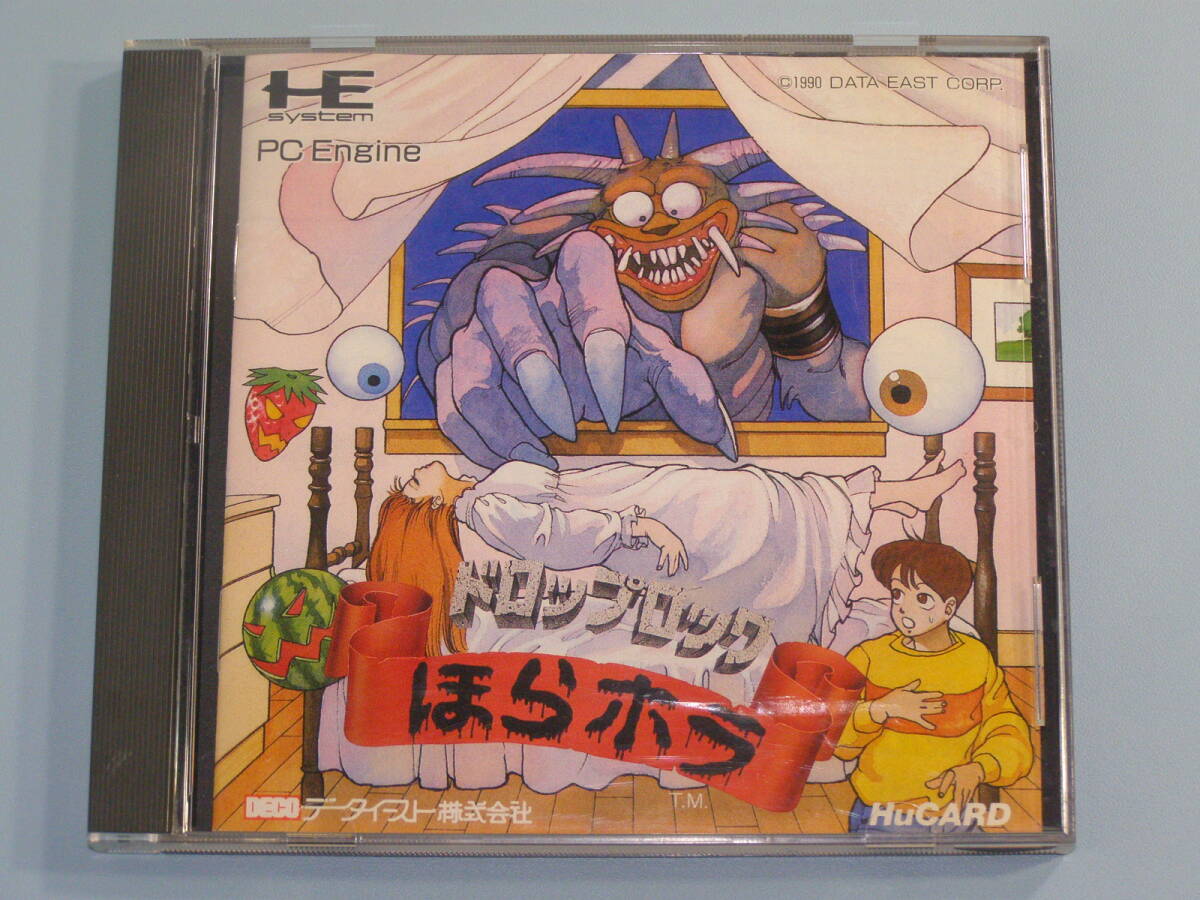 HE
system
PC Engine
©1990 DATA EAST CORP.
ドロップロック
ほらホラ
T.M.
DECO データイースト株式会社
HuCARD